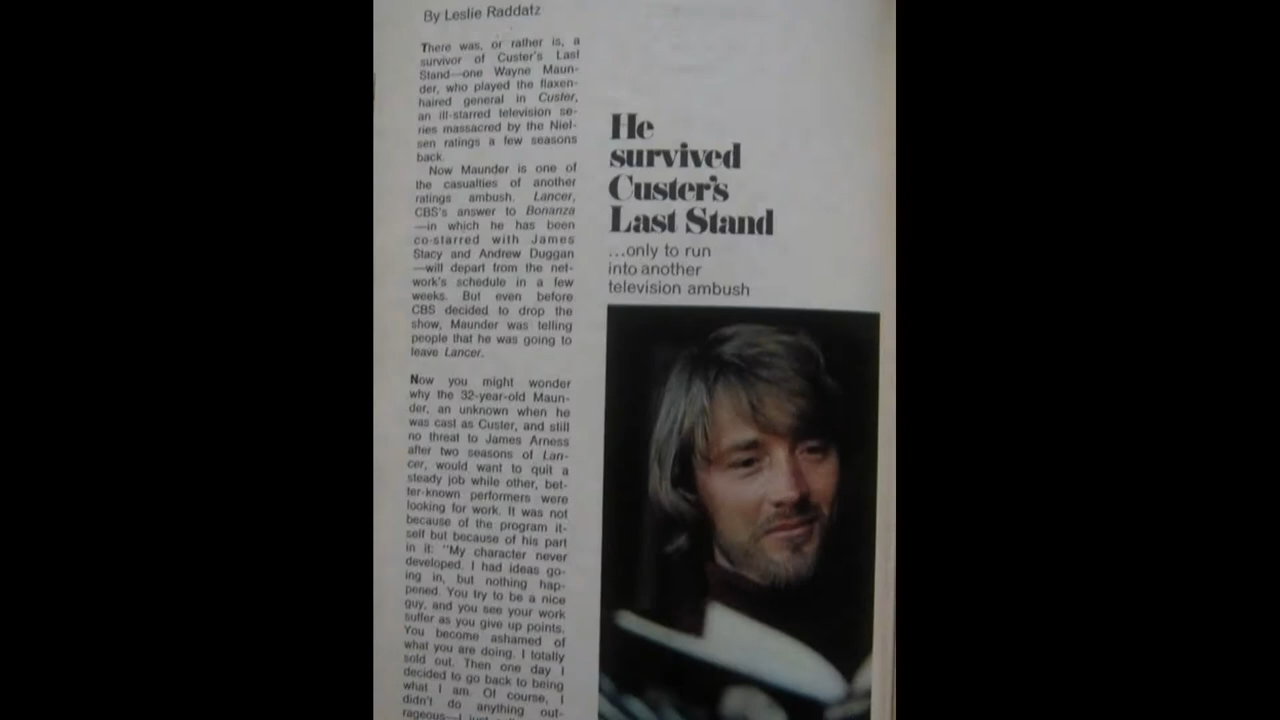 By Leslie Raddatz
There was, or rather is, a
survivor of Custer's Last
Stand—one Wayne Maun-
der, who played the flaxen-
haired general in Custer,
an ill-starred television se-
ries massacred by the Niel-
sen ratings a few seasons
back.
Now Maunder is one of
the casualties of another
ratings ambush. Lancer,
CBS's answer to Bonanza
—in which he has been
co-starred with James
Stacy and Andrew Duggan
—will depart from the net-
work's schedule in a few
weeks. But even before
CBS decided to drop the
show, Maunder was telling
people that he was going to
leave Lancer.
Now you might wonder
why the 32-year-old Maun-
der, an unknown when he
was cast as Custer, and still
no threat to James Arness
after two seasons of Lan-
cer, would want to quit a
steady job while other, bet-
ter-known performers were
looking for work. It was not
because of the program it-
self but because of his part
in it: "My character never
developed. I had ideas go-
ing in, but nothing hap-
pened. You try to be a nice
guy, and you see your work
suffer as you give up points.
You become ashamed of
what you are doing. I totally
sold out. Then one day I
decided to go back to being
what I am. Of course, I
didn't do anything out-
rageous—I just
He
survived
Custer's
Last Stand
...only to run
into another
television ambush